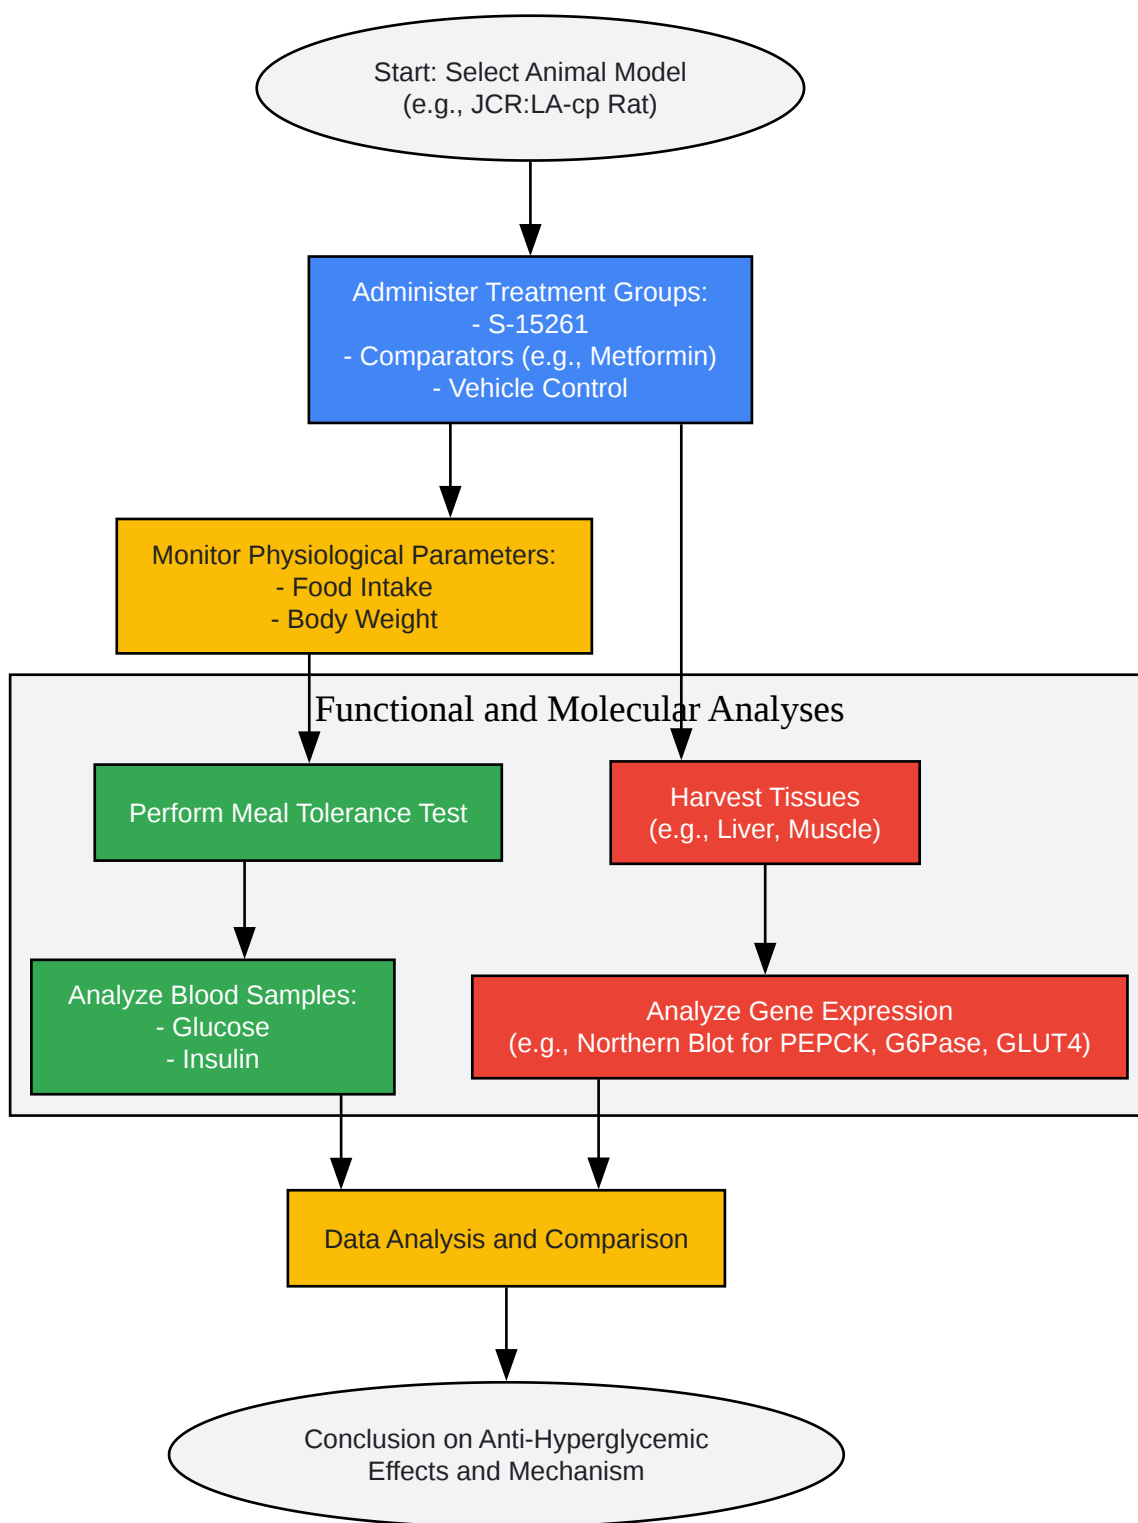 Start: Select Animal Model
(e.g., JCR:LA-cp Rat)
Administer Treatment Groups:
- S-15261
- Comparators (e.g., Metformin)
- Vehicle Control
Monitor Physiological Parameters:
- Food Intake
- Body Weight
Functional and Molecular Analyses
Perform Meal Tolerance Test
Harvest Tissues
(e.g., Liver, Muscle)
Analyze Blood Samples:
- Glucose
- Insulin
Analyze Gene Expression
(e.g., Northern Blot for PEPCK, G6Pase, GLUT4)
Data Analysis and Comparison
Conclusion on Anti-Hyperglycemic
Effects and Mechanism